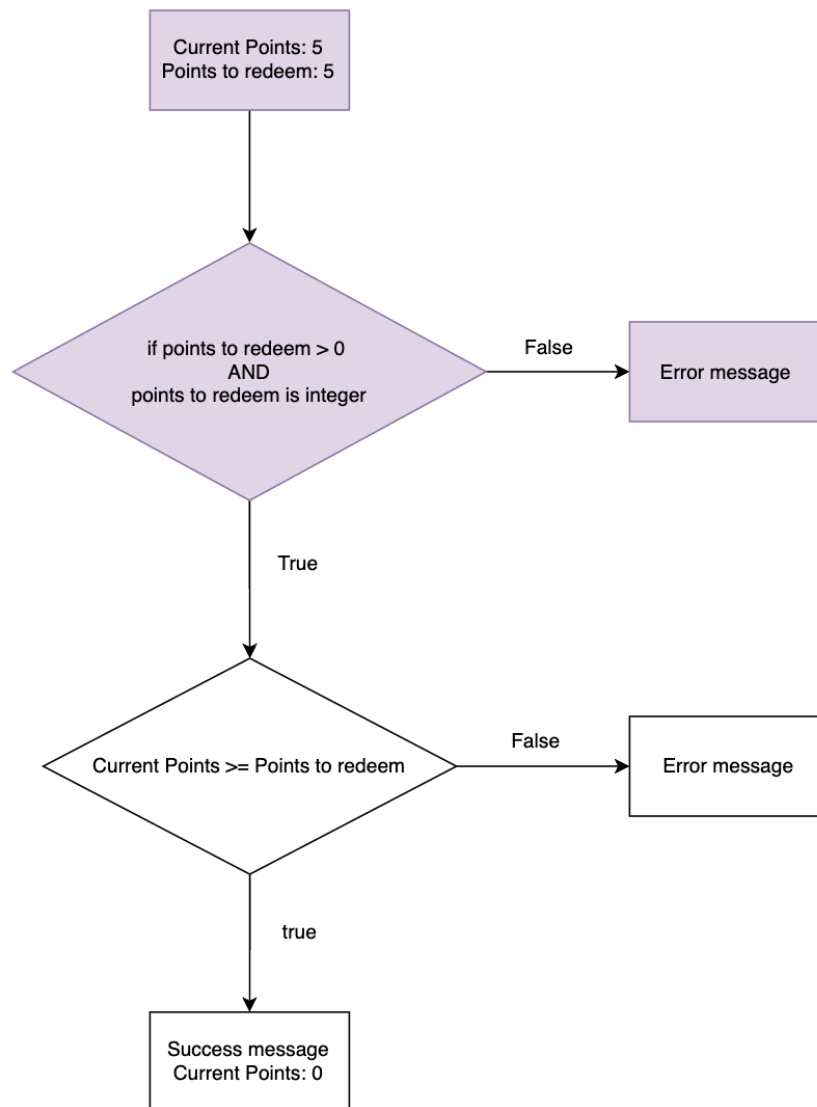 Current Points: 5
Points to redeem: 5
if points to redeem > 0
AND
points to redeem is integer
False
Error message
True
Current Points >= Points to redeem
False
Error message
true
Success message
Current Points: 0